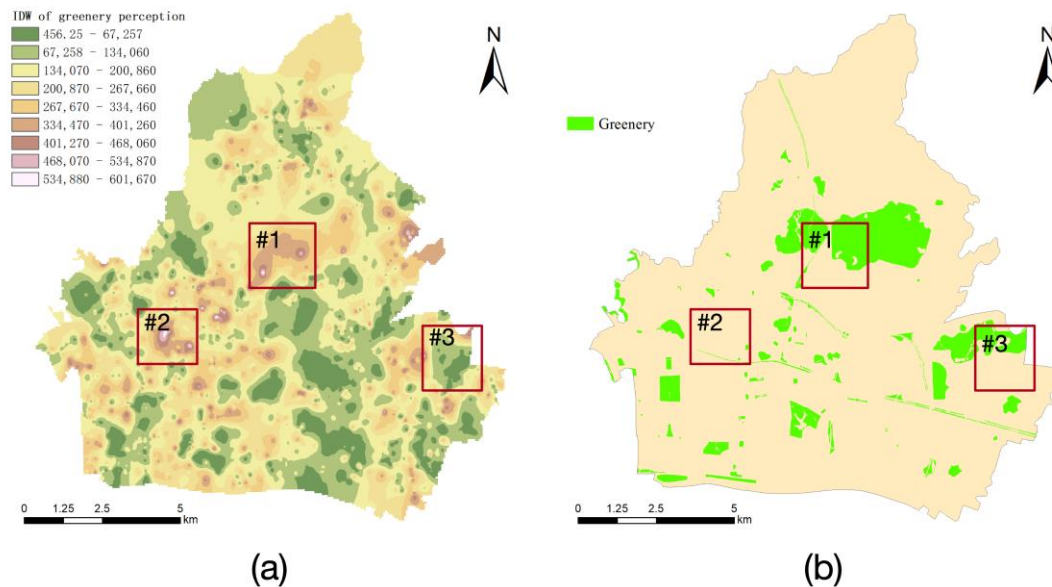 IDW of greenery perception
456.25 - 67,257
67,258 - 134,060
134,070 - 200,860
200,870 - 267,660
267,670 - 334,460
334,470 - 401,260
401,270 - 468,060
468,070 - 534,870
534,880 - 601,670
N
#1
#2
#3
0 1.25 2.5 5
km
(a)
N
Greenery
#1
#2
#3
0 1.25 2.5 5
km
(b)